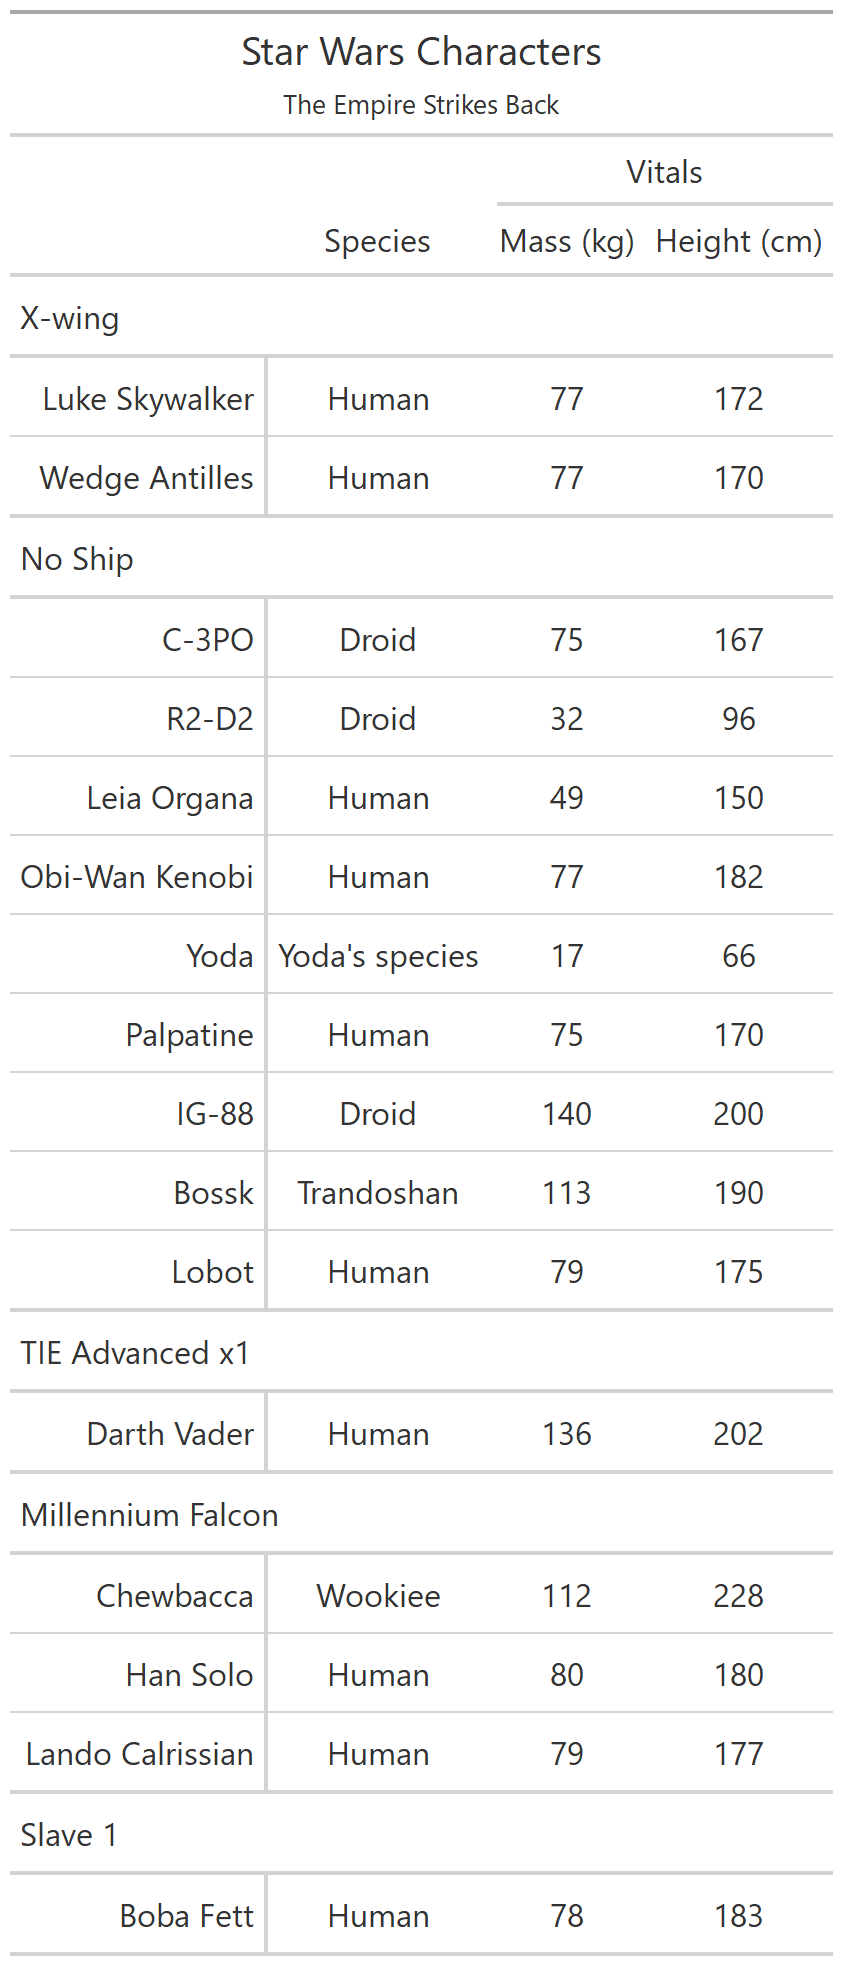 Star Wars Characters
The Empire Strikes Back
Vitals
Species Mass (kg) Height (cm)
X-wing
Luke Skywalker Human 77 172
Wedge Antilles Human 77 170
No Ship
C-3PO Droid 75 167
R2-D2 Droid 32 96
Leia Organa Human 49 150
Obi-Wan Kenobi Human 77 182
Yoda Yoda's species 17 66
Palpatine Human 75 170
IG-88 Droid 140 200
Bossk Trandoshan 113 190
Lobot Human 79 175
TIE Advanced x1
Darth Vader Human 136 202
Millennium Falcon
Chewbacca Wookiee 112 228
Han Solo Human 80 180
Lando Calrissian Human 79 177
Slave 1
Boba Fett Human 78 183